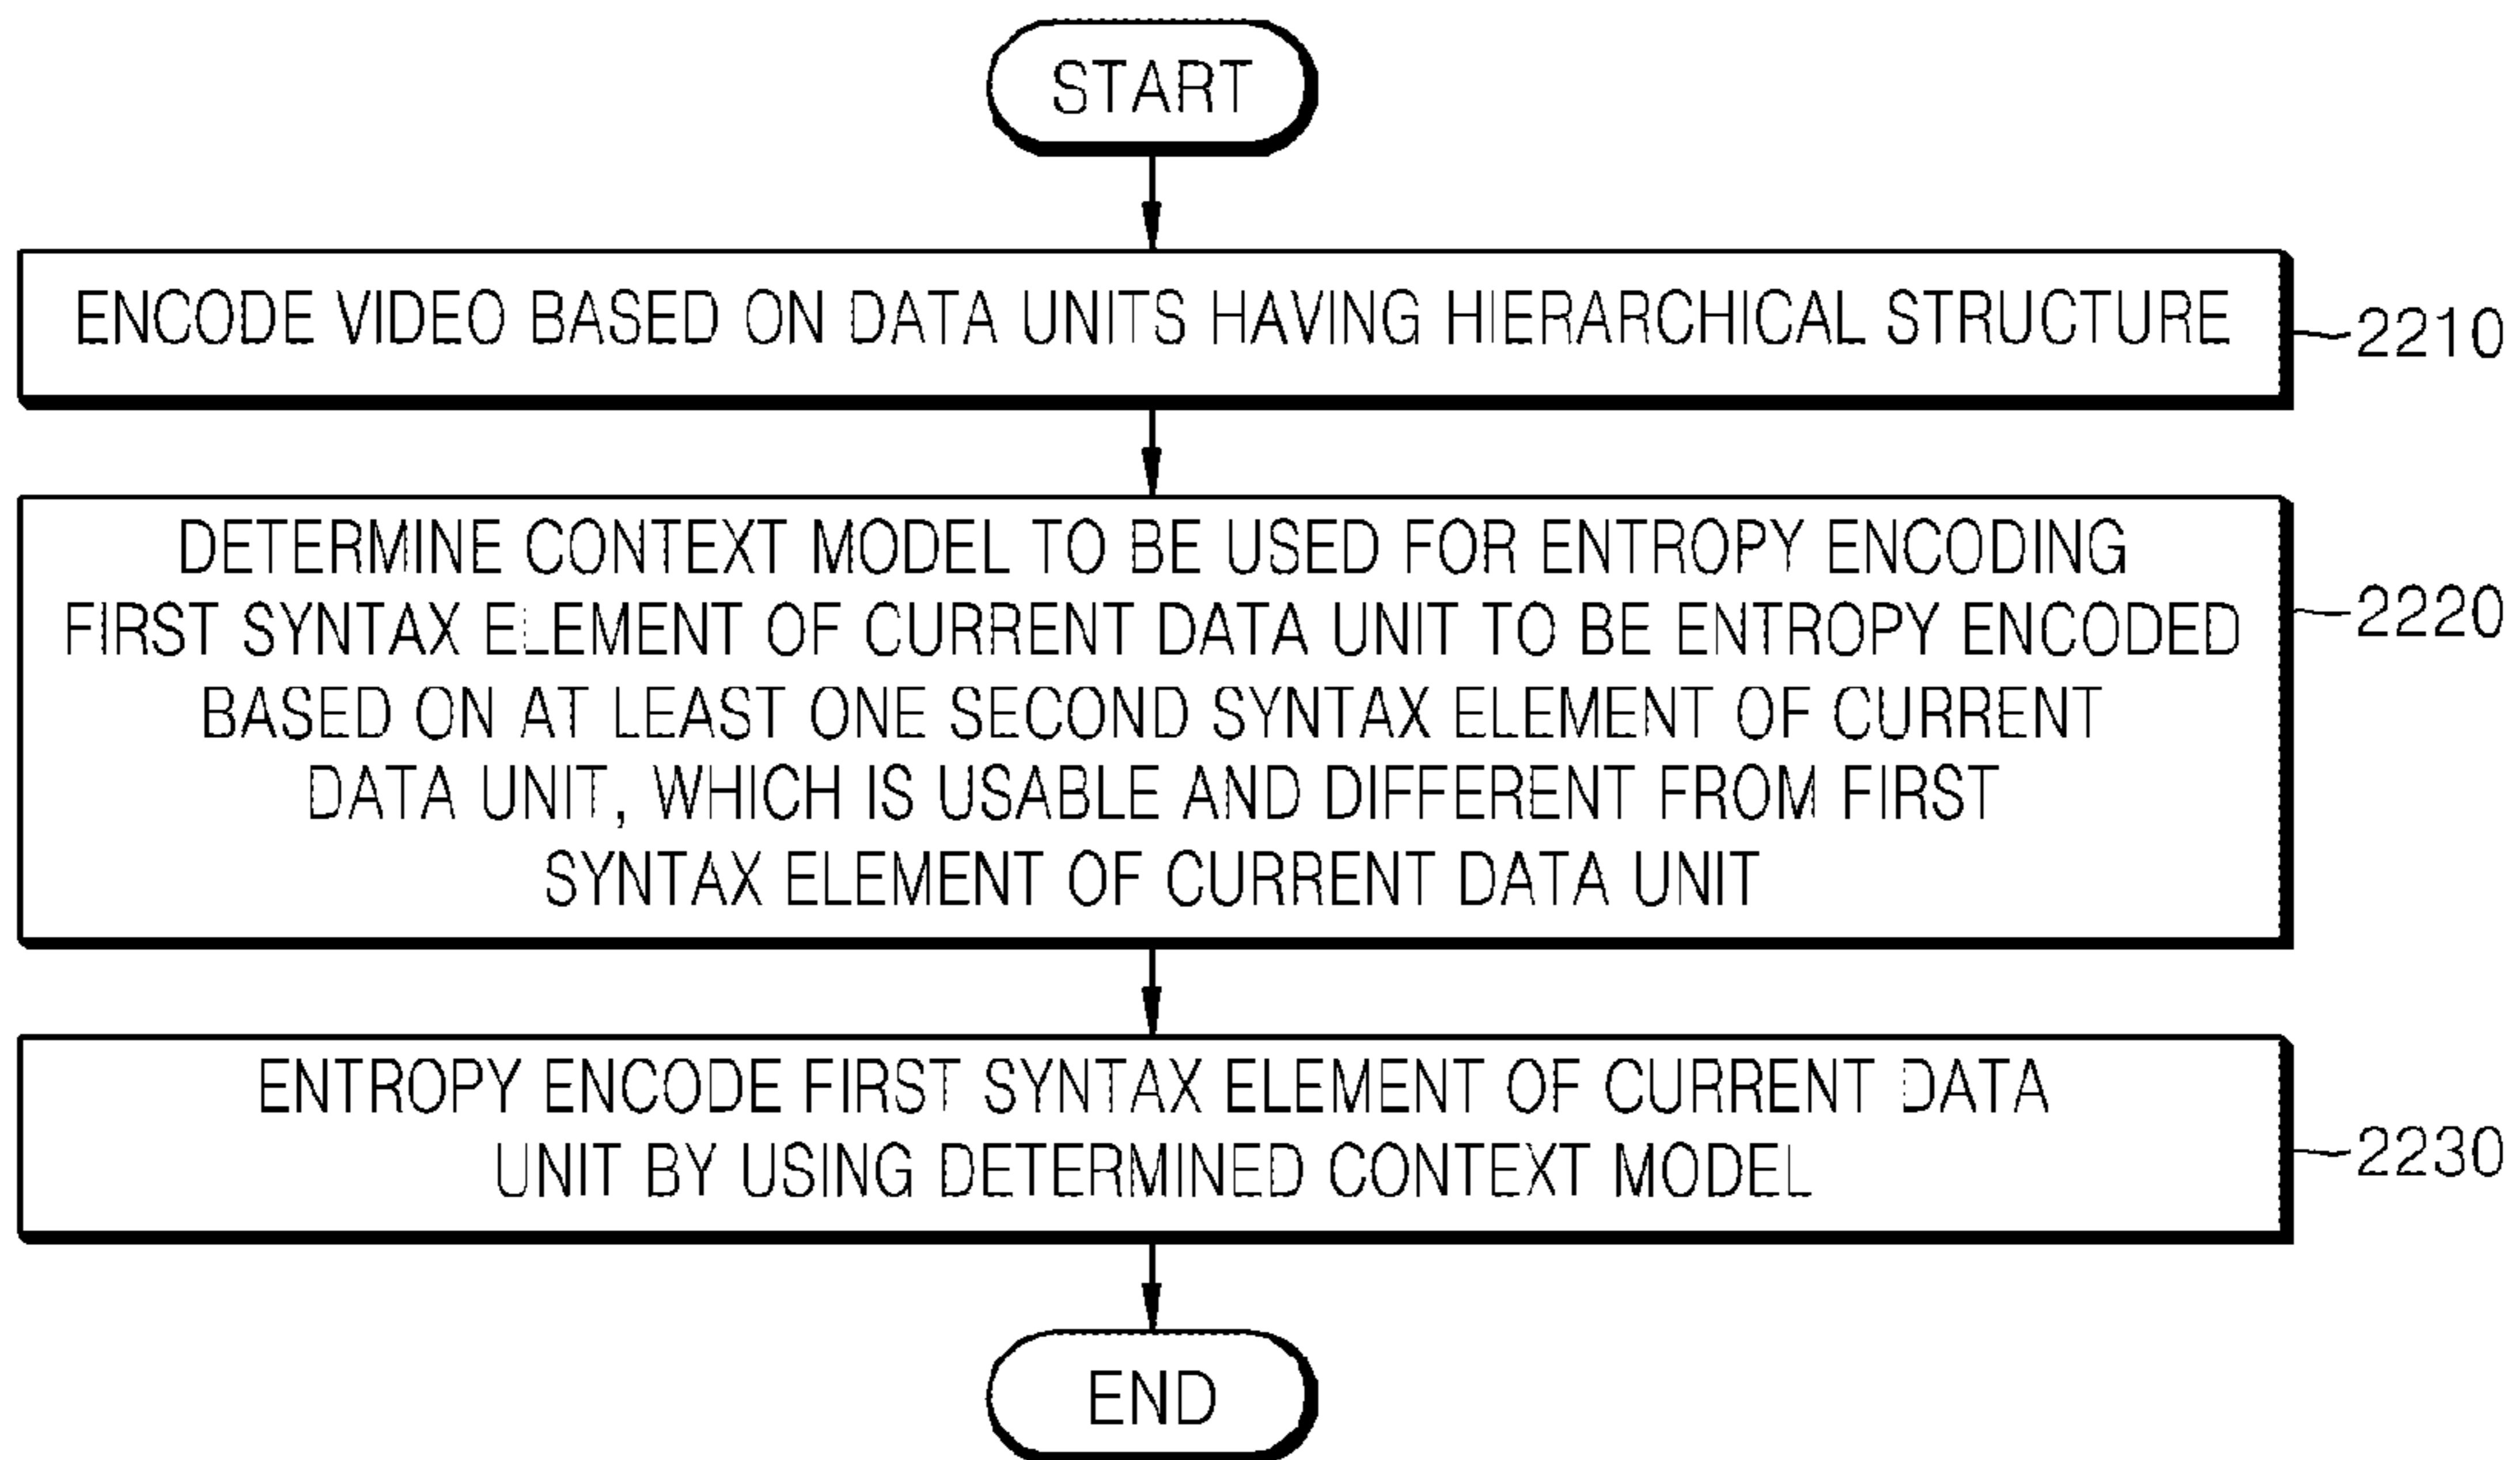 START
ENCODE VIDEO BASED ON DATA UNITS HAVING HIERARCHICAL STRUCTURE
2210
DETERMINE CONTEXT MODEL TO BE USED FOR ENTROPY ENCODING
FIRST SYNTAX ELEMENT OF CURRENT DATA UNIT TO BE ENTROPY ENCODED
BASED ON AT LEAST ONE SECOND SYNTAX ELEMENT OF CURRENT
DATA UNIT, WHICH IS USABLE AND DIFFERENT FROM FIRST
SYNTAX ELEMENT OF CURRENT DATA UNIT
2220
ENTROPY ENCODE FIRST SYNTAX ELEMENT OF CURRENT DATA
UNIT BY USING DETERMINED CONTEXT MODEL
2230
END